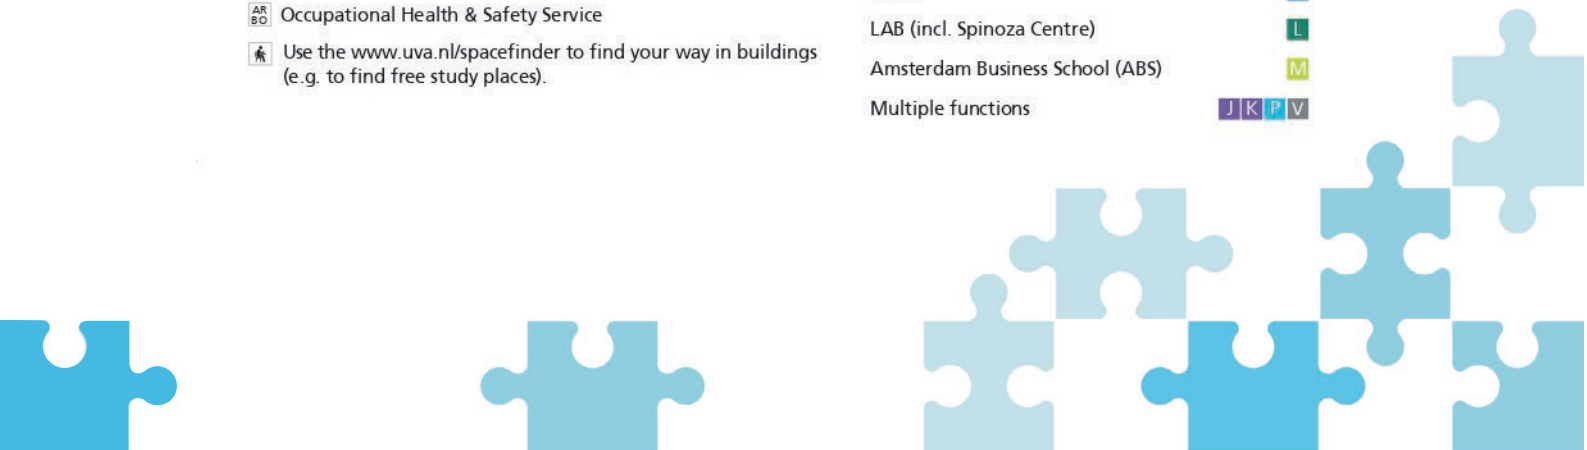 AR
BO
Occupational Health & Safety Service
Use the www.uva.nl/spacefinder to find your way in buildings
(e.g. to find free study places).
LAB (incl. Spinoza Centre) L
Amsterdam Business School (ABS) M
Multiple functions J K P V